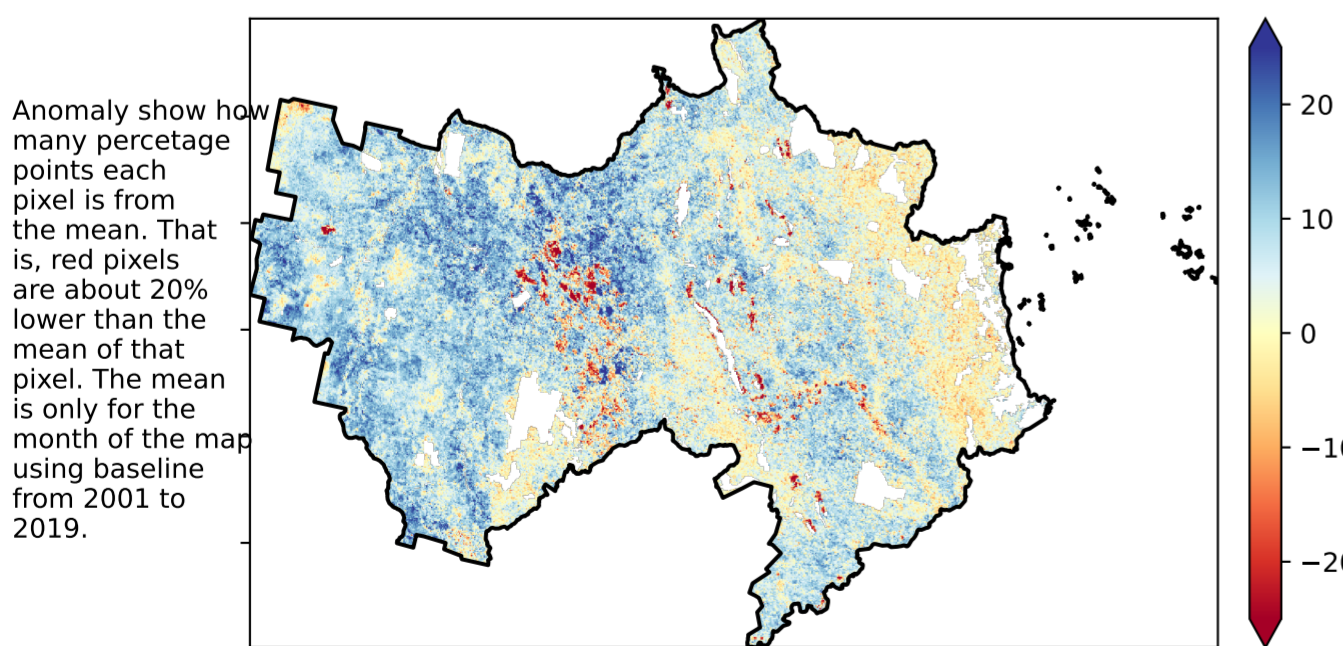 Anomaly show how
many percetage
points each
pixel is from
the mean. That
is, red pixels
are about 20%
lower than the
mean of that
pixel. The mean
is only for the
month of the map
using baseline
from 2001 to
2019.
20
10
0
−10
−20